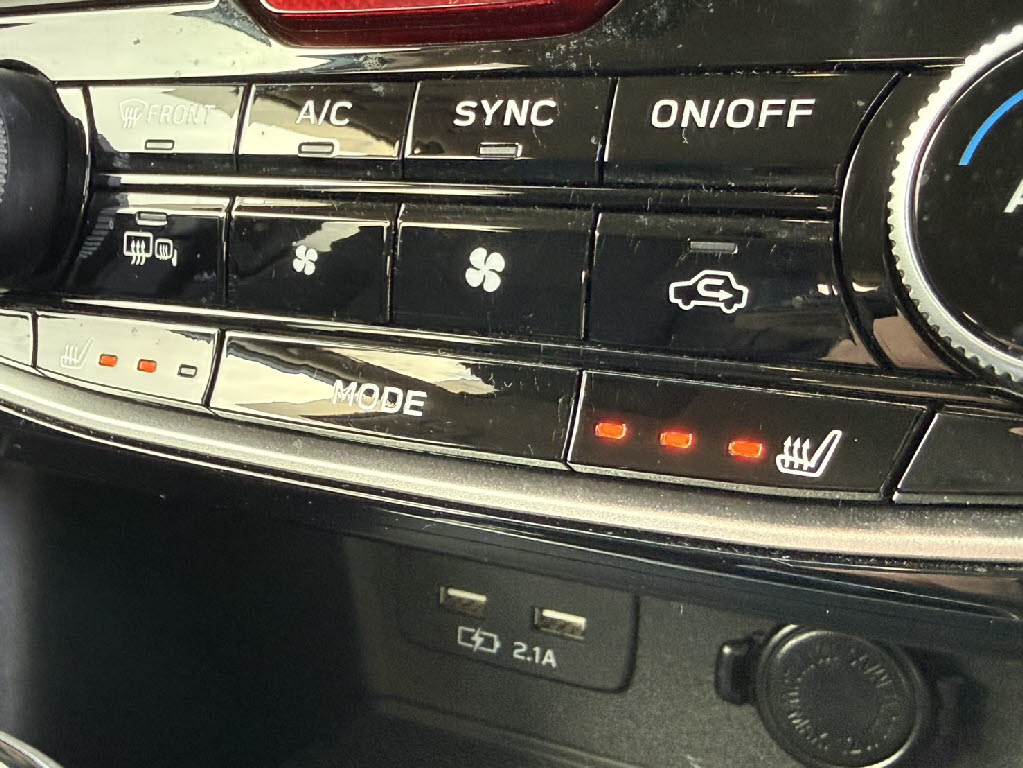 FRONT
A/C
SYNC
ON/OFF
MODE
2.1A